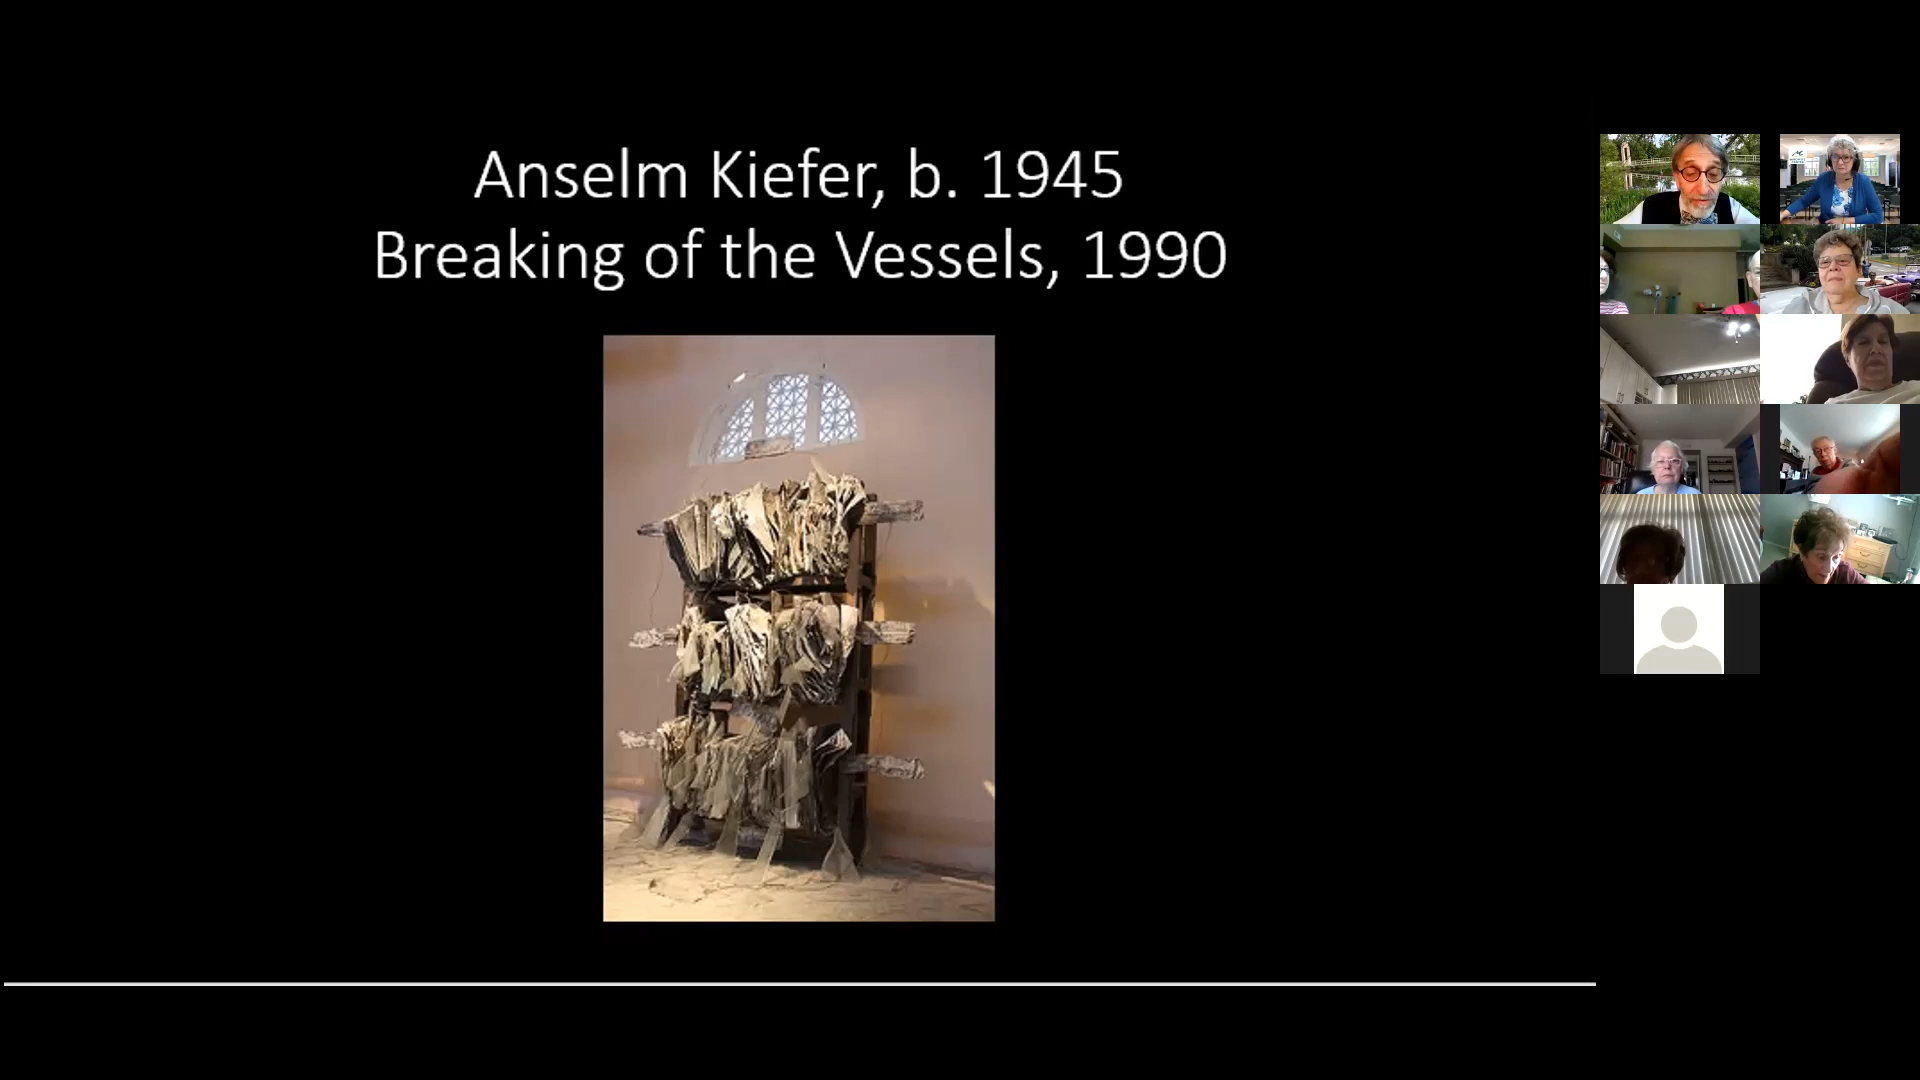 Anselm Kiefer, b. 1945
Breaking of the Vessels, 1990